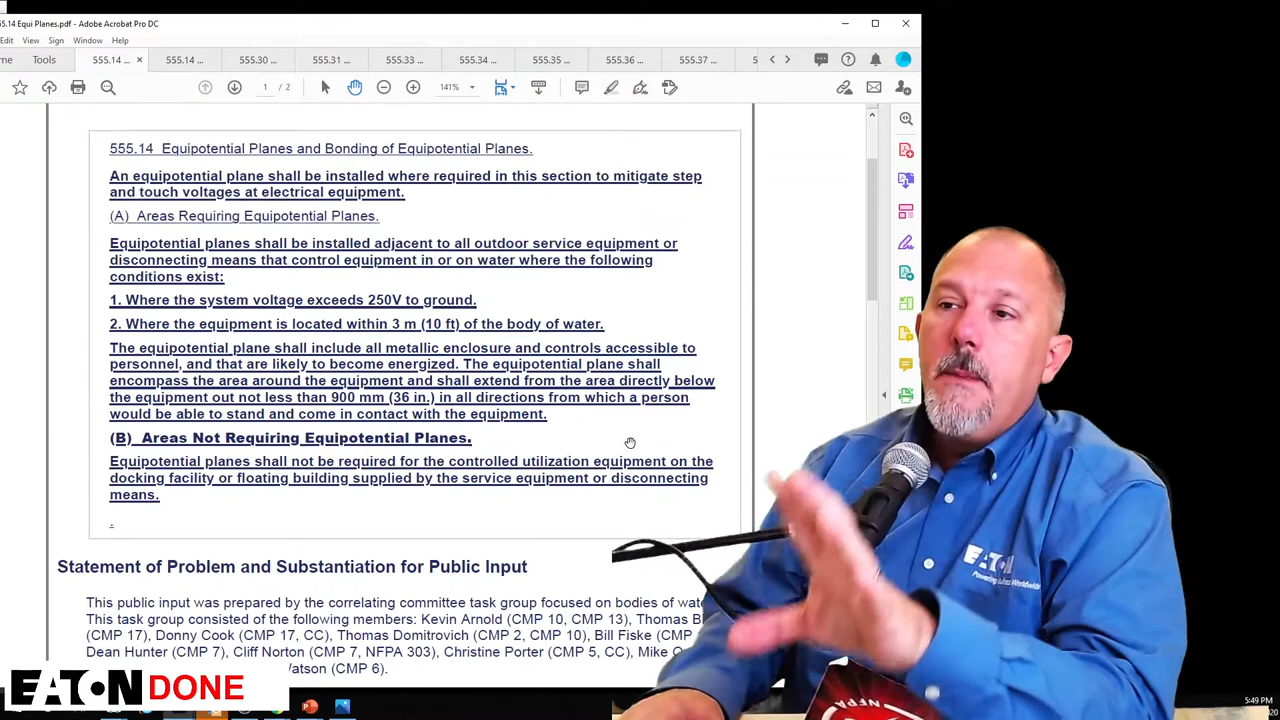 55.14 Equi Planes.pdf - Adobe Acrobat Pro DC
Edit View Sign Window Help
me Tools 555.14 ... × 555.14 ... 555.30 ... 555.31 ... 555.33 ... 555.34 ... 555.35 ... 555.36 ... 555.37 ... 5
1 / 2 141%
555.14 Equipotential Planes and Bonding of Equipotential Planes.
An equipotential plane shall be installed where required in this section to mitigate step
and touch voltages at electrical equipment.
(A) Areas Requiring Equipotential Planes.
Equipotential planes shall be installed adjacent to all outdoor service equipment or
disconnecting means that control equipment in or on water where the following
conditions exist:
1. Where the system voltage exceeds 250V to ground.
2. Where the equipment is located within 3 m (10 ft) of the body of water.
The equipotential plane shall include all metallic enclosure and controls accessible to
personnel, and that are likely to become energized. The equipotential plane shall
encompass the area around the equipment and shall extend from the area directly below
the equipment out not less than 900 mm (36 in.) in all directions from which a person
would be able to stand and come in contact with the equipment.
(B) Areas Not Requiring Equipotential Planes.
Equipotential planes shall not be required for the controlled utilization equipment on the
docking facility or floating building supplied by the service equipment or disconnecting
means.
.
Statement of Problem and Substantiation for Public Input
This public input was prepared by the correlating committee task group focused on bodies of wate
This task group consisted of the following members: Kevin Arnold (CMP 10, CMP 13), Thomas B
(CMP 17), Donny Cook (CMP 17, CC), Thomas Domitrovich (CMP 2, CMP 10), Bill Fiske (CMP
Dean Hunter (CMP 7), Cliff Norton (CMP 7, NFPA 303), Christine Porter (CMP 5, CC), Mike
Watson (CMP 6).
EATON
Powering Business Worldwide
NFPA
EATON DONE
5:49 PM